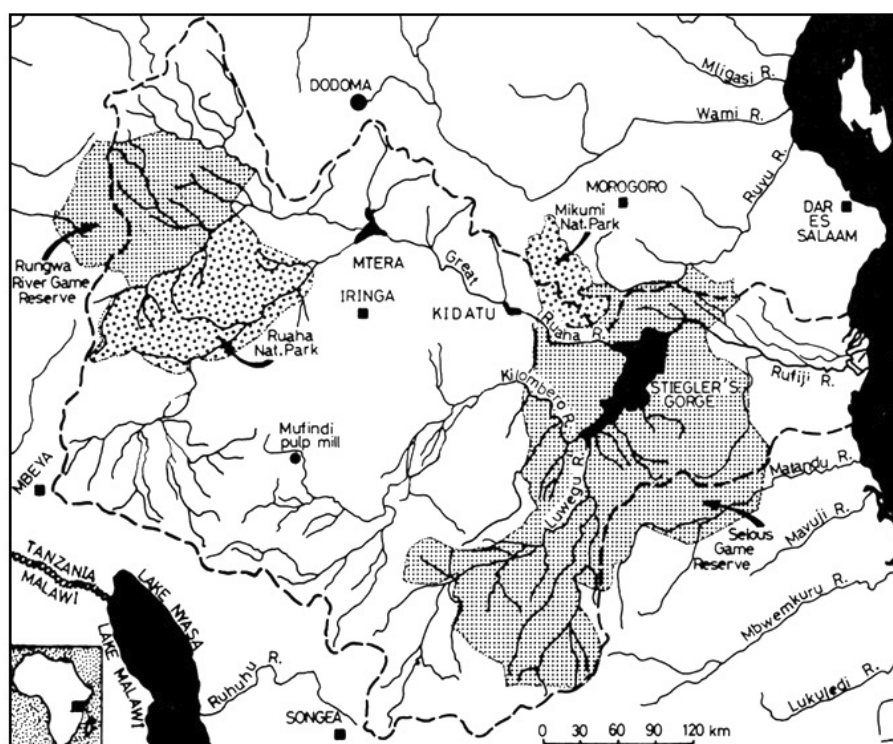 Mligasi R.
DODOMA
Wami R.
Ruvu R.
MOROGORO
Mikumi
Nat. Park
DAR
ES
SALAAM
Rungwa
River Game
Reserve
MTERA
Great
IRINGA
KIDATU
Ruaha R.
Ruaha
Nat. Park
Kilombero R.
STIEGLER'S
GORGE
Rufiji R.
Mufindi
pulp mill
MBEYA
Luwegu R.
Matandu R.
Mavuji R.
Selous
Game
Reserve
TANZANIA
MALAWI
LAKE NYASA
LAKE MALAWI
Mbwemkuru R.
Ruhuhu R.
Lukuledi R.
SONGEA
0 30 60 90 120 km